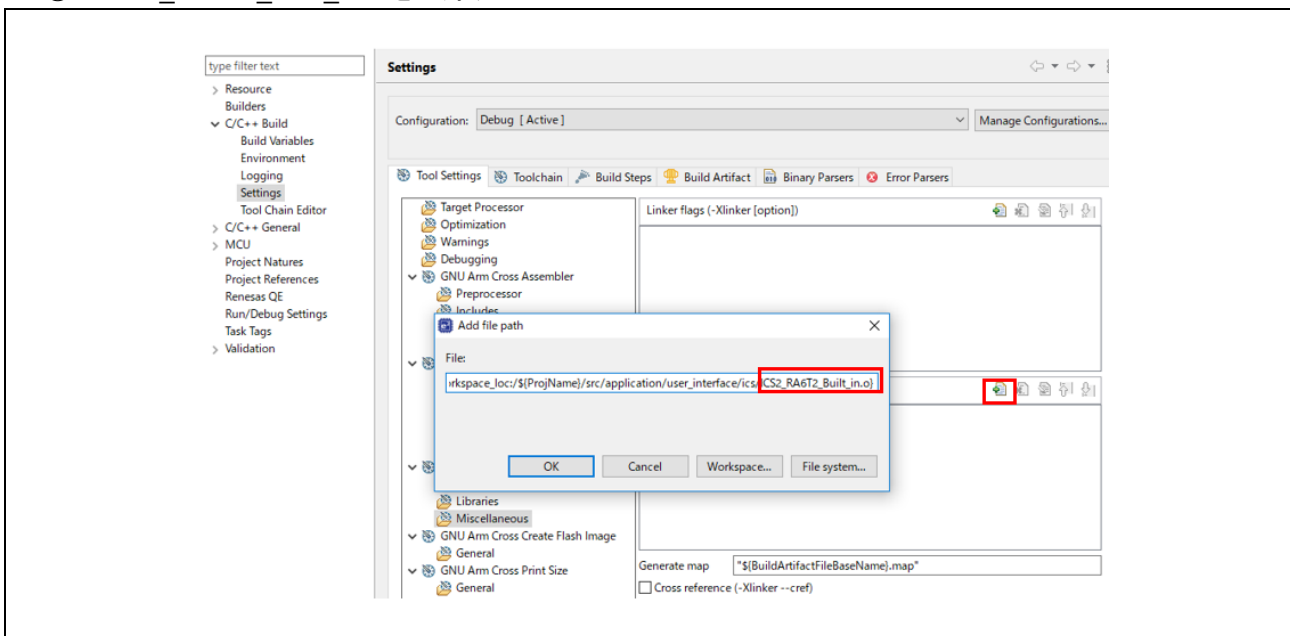 type filter text
Resource
Builders
C/C++ Build
Build Variables
Environment
Logging
Settings
Tool Chain Editor
C/C++ General
MCU
Project Natures
Project References
Renesas QE
Run/Debug Settings
Task Tags
Validation
Settings
Configuration: Debug [ Active ]
Manage Configurations...
Tool Settings Toolchain Build Steps Build Artifact Binary Parsers Error Parsers
Target Processor
Optimization
Warnings
Debugging
GNU Arm Cross Assembler
Preprocessor
Includes
Linker flags (-Xlinker [option])
Add file path
File:
rkspace_loc:/${ProjName}/src/application/user_interface/ics/ICS2_RA6T2_Built_in.o}
OK Cancel Workspace... File system...
Libraries
Miscellaneous
GNU Arm Cross Create Flash Image
General
GNU Arm Cross Print Size
General
Generate map "${BuildArtifactFileBaseName}.map"
Cross reference (-Xlinker --cref)